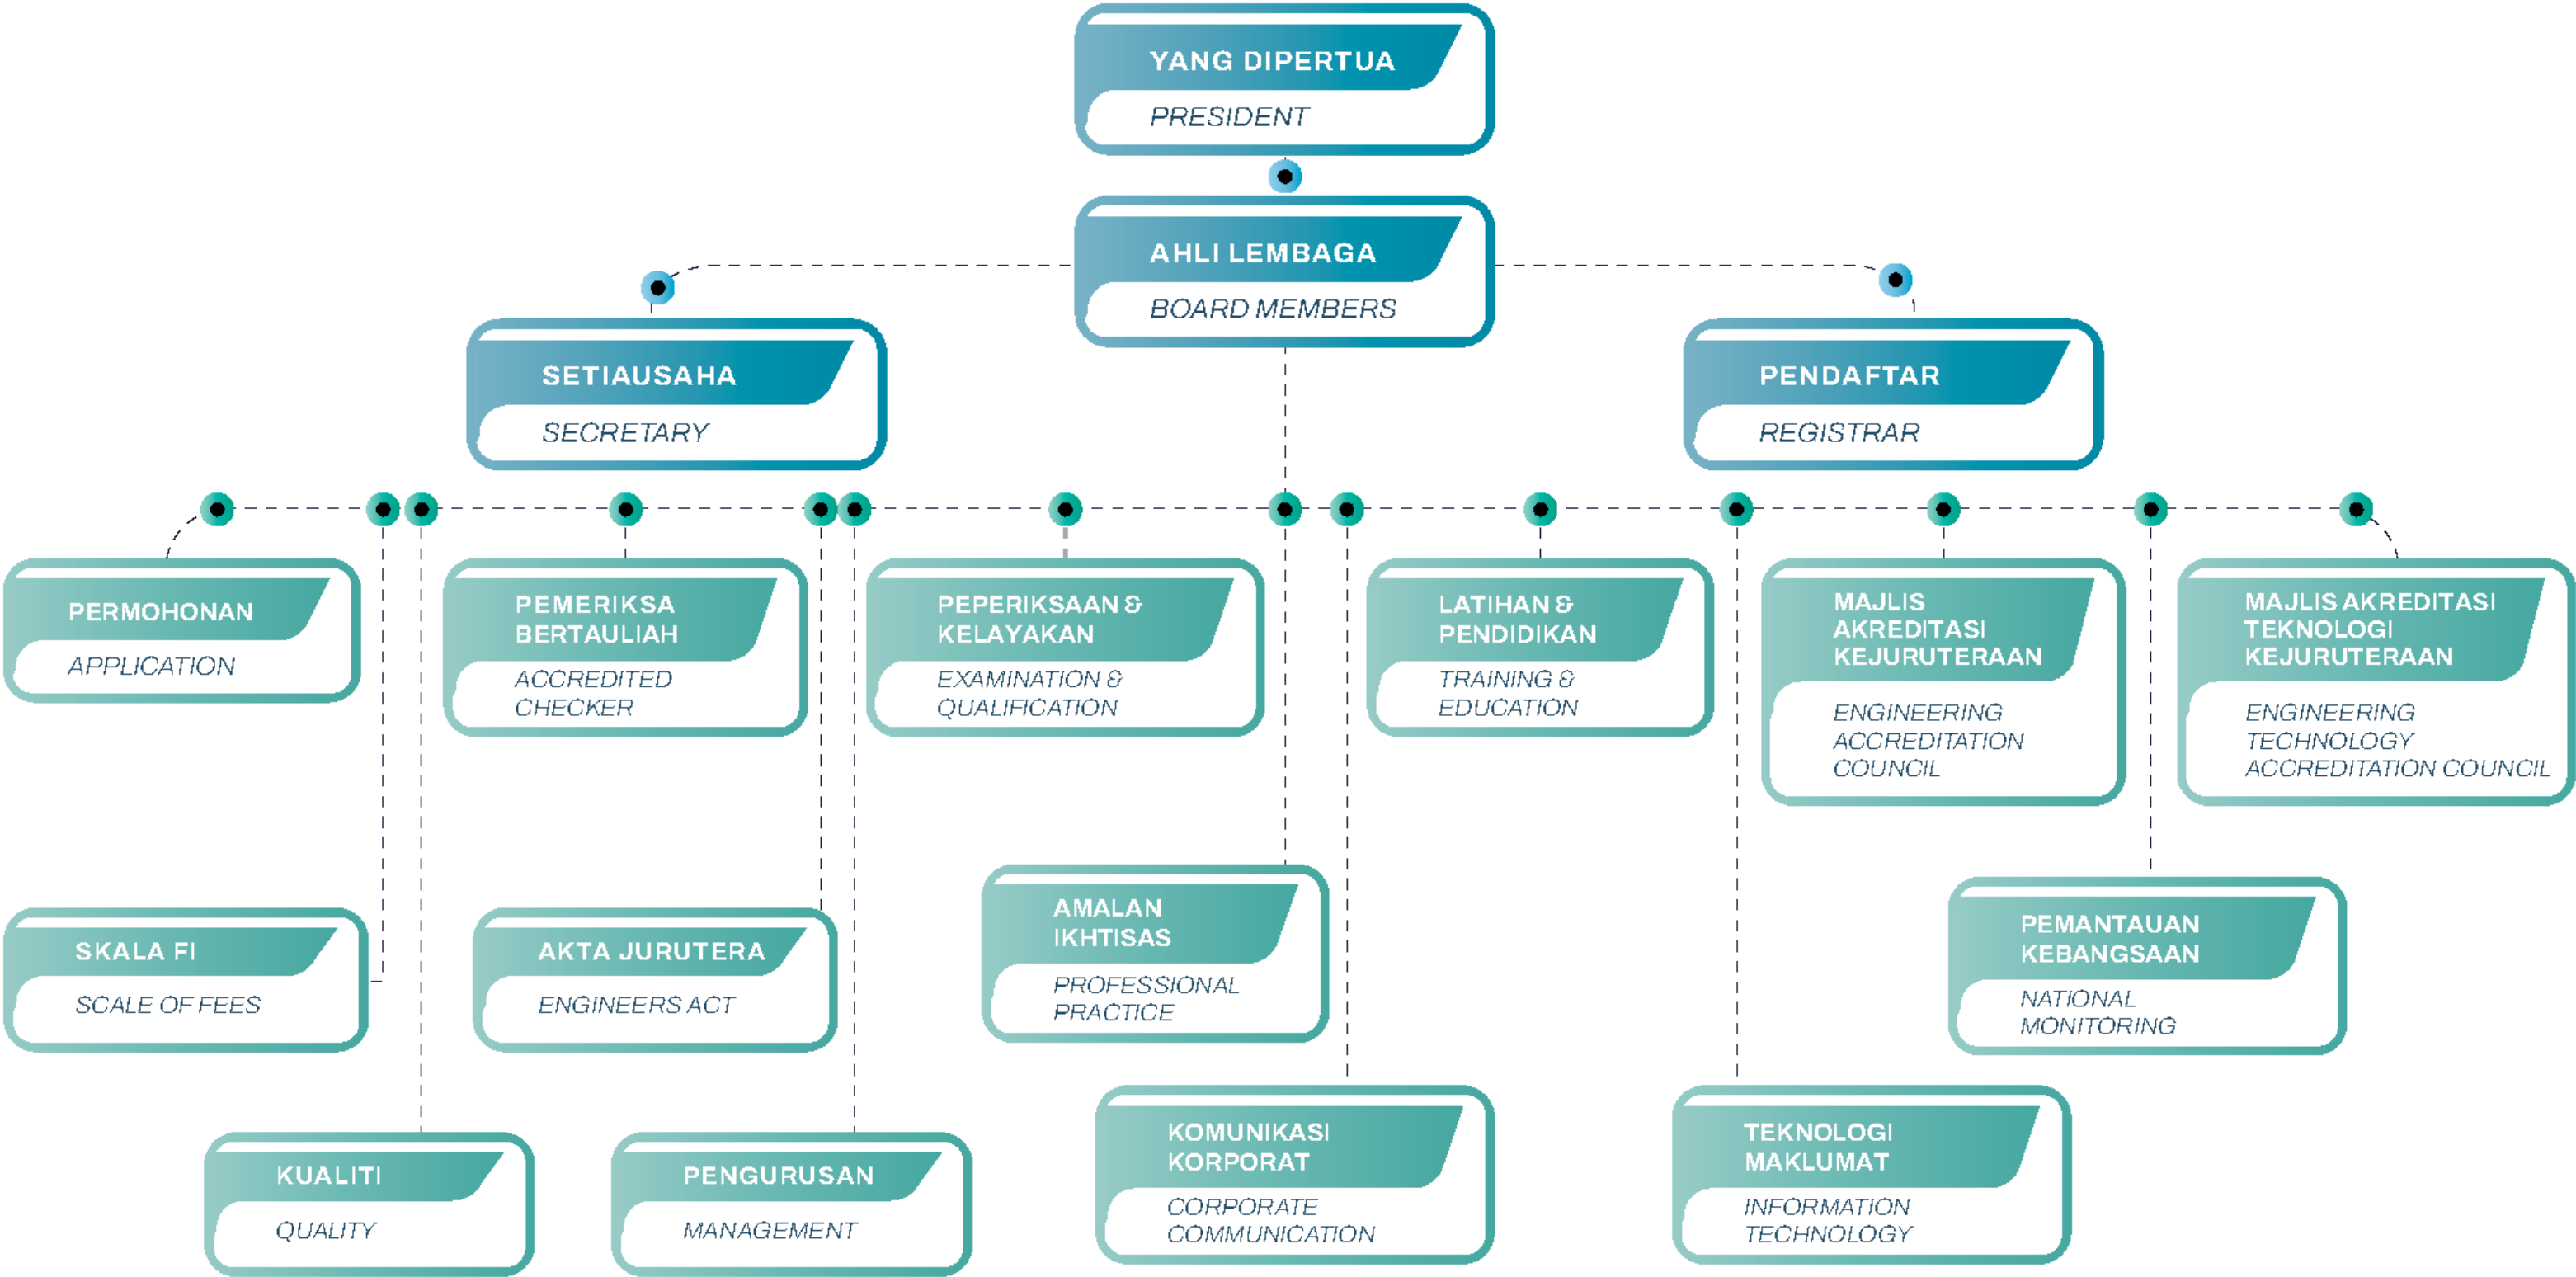 YANG DIPERTUA
PRESIDENT
AHLI LEMBAGA
BOARD MEMBERS
SETIAUSAHA
SECRETARY
PENDAFTAR
REGISTRAR
PERMOHONAN
APPLICATION
PEMERIKSA
BERTAULIAH
ACCREDITED
CHECKER
PEPERIKSAAN &
KELAYAKAN
EXAMINATION &
QUALIFICATION
LATIHAN &
PENDIDIKAN
TRAINING &
EDUCATION
MAJLIS
AKREDITASI
KEJURUTERAAN
ENGINEERING
ACCREDITATION
COUNCIL
MAJLIS AKREDITASI
TEKNOLOGI
KEJURUTERAAN
ENGINEERING
TECHNOLOGY
ACCREDITATION COUNCIL
SKALA FI
SCALE OF FEES
AKTA JURUTERA
ENGINEERS ACT
AMALAN
IKHTISAS
PROFESSIONAL
PRACTICE
PEMANTAUAN
KEBANGSAAN
NATIONAL
MONITORING
KUALITI
QUALITY
PENGURUSAN
MANAGEMENT
KOMUNIKASI
KORPORAT
CORPORATE
COMMUNICATION
TEKNOLOGI
MAKLUMAT
INFORMATION
TECHNOLOGY